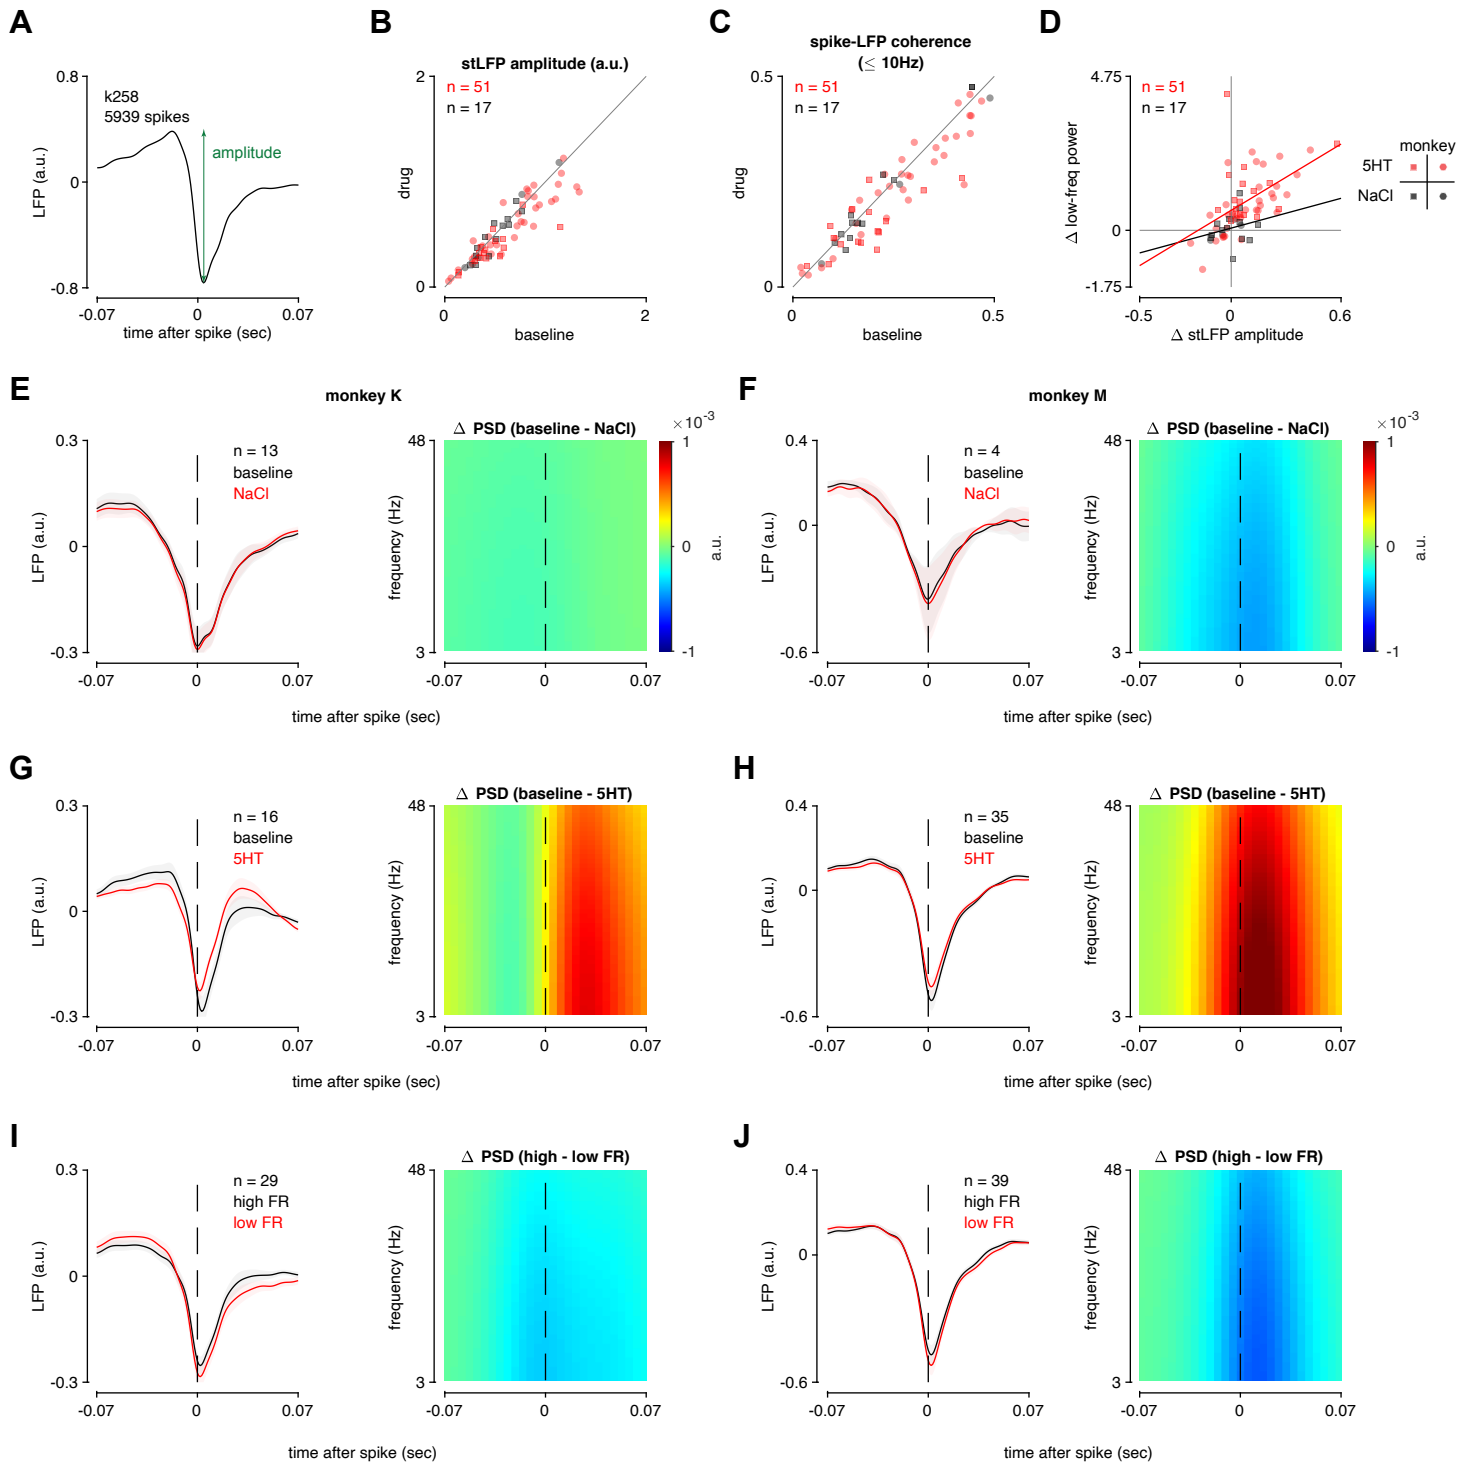 A
k258
5939 spikes
amplitude
LFP (a.u.)
0.8
0
-0.8
-0.07
0
0.07
time after spike (sec)
B
stLFP amplitude (a.u.)
n = 51
n = 17
drug
2
0
0
2
baseline
C
spike-LFP coherence
(≤ 10Hz)
n = 51
n = 17
drug
0.5
0
0
0.5
baseline
D
n = 51
n = 17
Δ low-freq power
4.75
0
-1.75
-0.5
0
0.6
Δ stLFP amplitude
monkey
5HT
NaCl
E
monkey K
LFP (a.u.)
0.3
0
-0.3
n = 13
baseline
NaCl
-0.07
0
0.07
Δ PSD (baseline - NaCl)
frequency (Hz)
48
3
-0.07
0
0.07
×10-3
1
0
-1
a.u.
time after spike (sec)
F
monkey M
LFP (a.u.)
0.4
0
-0.6
n = 4
baseline
NaCl
-0.07
0
0.07
Δ PSD (baseline - NaCl)
frequency (Hz)
48
3
-0.07
0
0.07
×10-3
1
0
-1
a.u.
time after spike (sec)
G
LFP (a.u.)
0.3
0
-0.3
n = 16
baseline
5HT
-0.07
0
0.07
Δ PSD (baseline - 5HT)
frequency (Hz)
48
3
-0.07
0
0.07
time after spike (sec)
H
LFP (a.u.)
0.4
0
-0.6
n = 35
baseline
5HT
-0.07
0
0.07
Δ PSD (baseline - 5HT)
frequency (Hz)
48
3
-0.07
0
0.07
time after spike (sec)
I
LFP (a.u.)
0.3
0
-0.3
n = 29
high FR
low FR
-0.07
0
0.07
Δ PSD (high - low FR)
frequency (Hz)
48
3
-0.07
0
0.07
time after spike (sec)
J
LFP (a.u.)
0.4
0
-0.6
n = 39
high FR
low FR
-0.07
0
0.07
Δ PSD (high - low FR)
frequency (Hz)
48
3
-0.07
0
0.07
time after spike (sec)